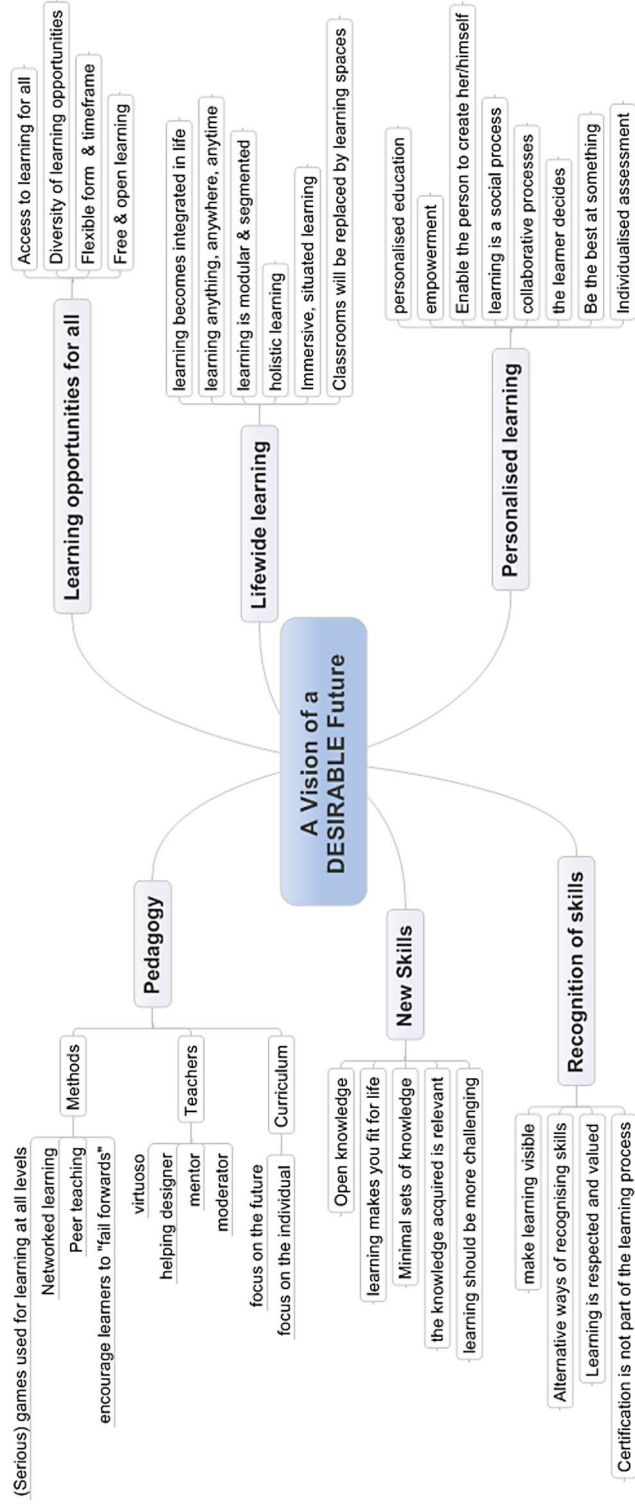 A Vision of a
DESIRABLE Future
Learning opportunities for all
Access to learning for all
Diversity of learning opportunities
Flexible form & timeframe
Free & open learning
Lifewide learning
learning becomes integrated in life
learning anything, anywhere, anytime
learning is modular & segmented
holistic learning
Immersive, situated learning
Classrooms will be replaced by learning spaces
Personalised learning
personalised education
empowerment
Enable the person to create her/himself
learning is a social process
collaborative processes
the learner decides
Be the best at something
Individualised assessment
Pedagogy
Methods
(Serious) games used for learning at all levels
Networked learning
Peer teaching
encourage learners to "fail forwards"
Teachers
virtuoso
helping designer
mentor
moderator
Curriculum
focus on the future
focus on the individual
New Skills
Open knowledge
learning makes you fit for life
Minimal sets of knowledge
the knowledge acquired is relevant
learning should be more challenging
Recognition of skills
make learning visible
Alternative ways of recognising skills
Learning is respected and valued
Certification is not part of the learning process